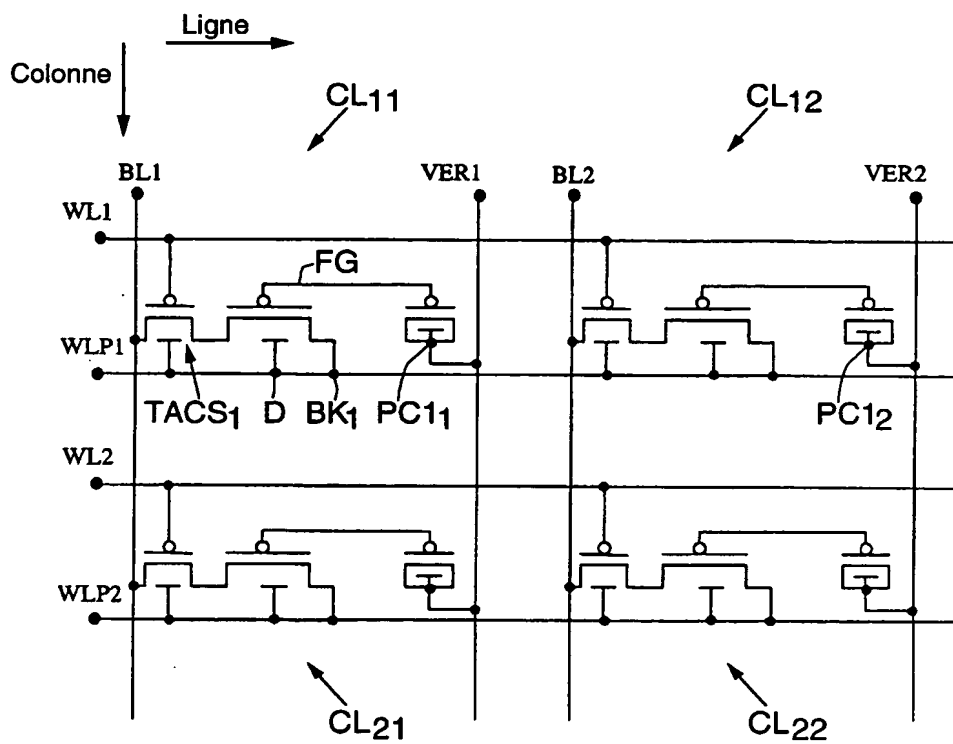 Ligne
Colonne
CL11 CL12
BL1 VER1 BL2 VER2
WL1
FG
WLP1
TACS1 D BK1 PC11 PC12
WL2
WLP2
CL21 CL22